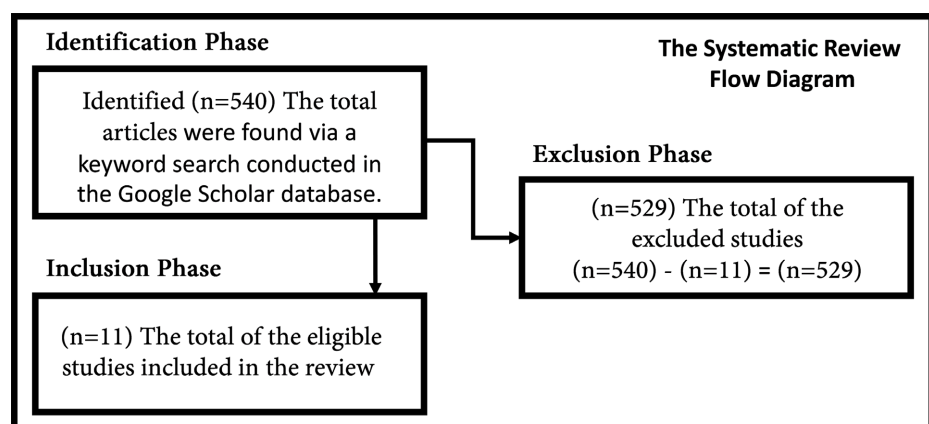 Identification Phase
The Systematic Review
Flow Diagram
Identified (n=540) The total
articles were found via a
keyword search conducted in
the Google Scholar database.
Exclusion Phase
(n=529) The total of the
excluded studies
(n=540) - (n=11) = (n=529)
Inclusion Phase
(n=11) The total of the eligible
studies included in the review